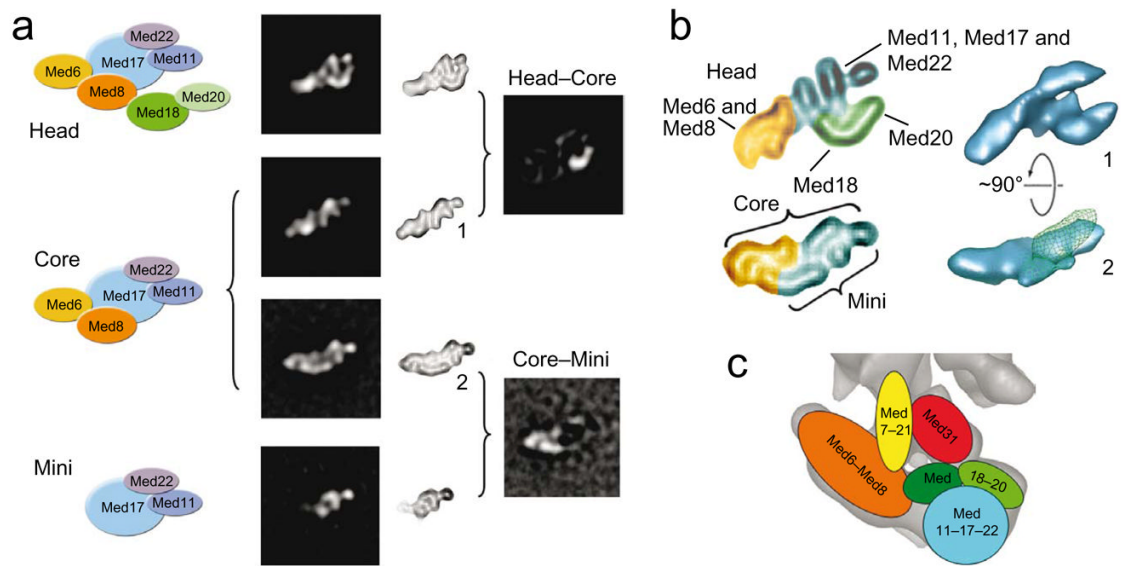 a
Med22
Med17
Med11
Med6
Med8
Med20
Med18
Head
Head–Core
Core
Med22
Med17
Med11
Med6
Med8
1
2
Core–Mini
Mini
Med22
Med17
Med11
b
Med11, Med17 and
Med22
Head
Med6 and
Med8
Med20
Med18
1
~90°
Core
Mini
2
c
Med
7–21
Med31
Med6–Med8
Med
18–20
Med
11–17–22